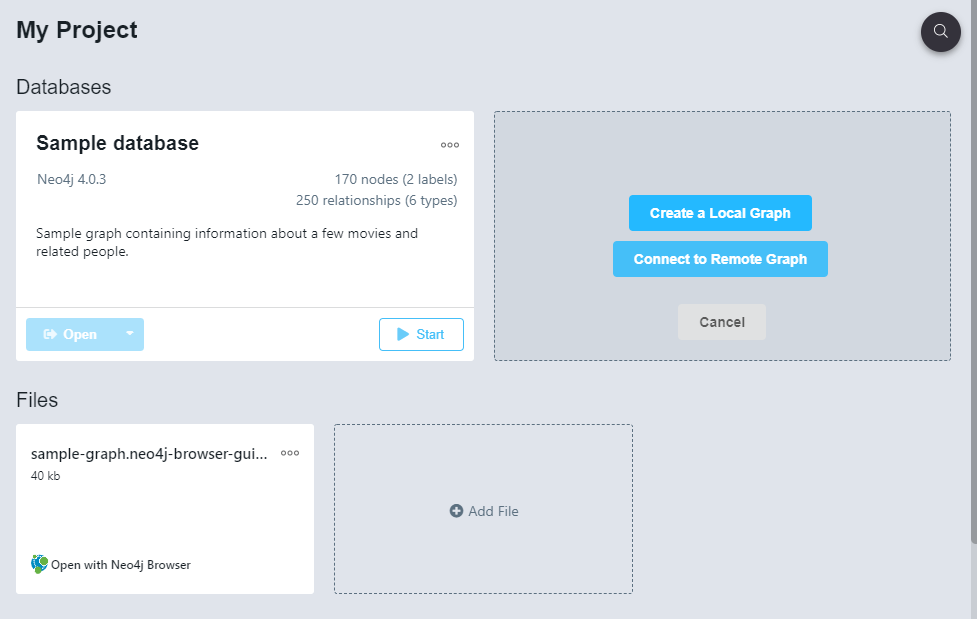 My Project
Databases
Sample database
Neo4j 4.0.3
170 nodes (2 labels)
250 relationships (6 types)
Sample graph containing information about a few movies and
related people.
Open
Start
Create a Local Graph
Connect to Remote Graph
Cancel
Files
sample-graph.neo4j-browser-gui...
40 kb
Open with Neo4j Browser
Add File